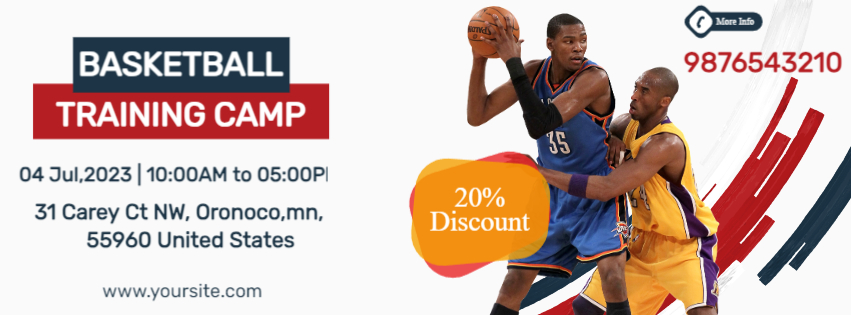 BASKETBALL
TRAINING CAMP
04 Jul,2023 | 10:00AM to 05:00P
31 Carey Ct NW, Oronoco,mn,
55960 United States
www.yoursite.com
20%
Discount
More Info
9876543210
35
24